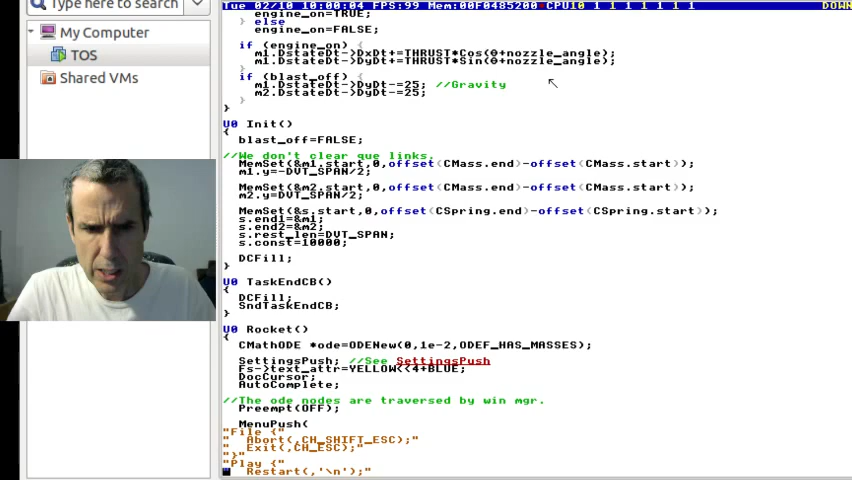 Type here to search
My Computer
TOS
Shared VMs
Tue 02/10 10:00:04 FPS:99 Mem:00F0485200 CPU10 1 1 1 1 1 1 1 DOWN
engine_on=TRUE;
} else
engine_on=FALSE;
if (engine_on) {
m1.DstateDt->DxDt+=THRUST*Cos(θ+nozzle_angle);
m1.DstateDt->DyDt+=THRUST*Sin(θ+nozzle_angle);
}
if (blast_off) {
m1.DstateDt->DyDt-=25; //Gravity
m2.DstateDt->DyDt-=25;
}
}
U0 Init()
{
blast_off=FALSE;
//We don't clear que links.
MemSet(&m1.start,0,offset(CMass.end)-offset(CMass.start));
m1.y=-DVT_SPAN/2;
MemSet(&m2.start,0,offset(CMass.end)-offset(CMass.start));
m2.y=DVT_SPAN/2;
MemSet(&s.start,0,offset(CSpring.end)-offset(CSpring.start));
s.end1=&m1;
s.end2=&m2;
s.rest_len=DVT_SPAN;
s.const=10000;
DCFill;
}
U0 TaskEndCB()
{
DCFill;
SndTaskEndCB;
}
U0 Rocket()
{
CMathODE *ode=ODENew(0,1e-2,ODEF_HAS_MASSES);
SettingsPush; //See SettingsPush
Fs->text_attr=YELLOW<<4+BLUE;
DocCursor;
AutoComplete;
//The ode nodes are traversed by win mgr.
Preempt(OFF);
MenuPush(
"File {"
" Abort(,CH_SHIFT_ESC);"
" Exit(,CH_ESC);"
"}"
"Play {"
" Restart(,'\n');"